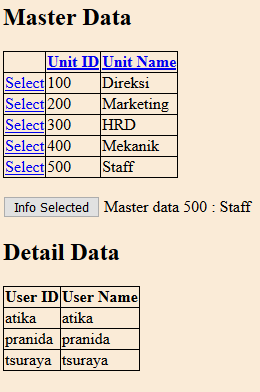 Master Data
Unit ID Unit Name
Select 100 Direksi
Select 200 Marketing
Select 300 HRD
Select 400 Mekanik
Select 500 Staff
Info Selected Master data 500 : Staff
Detail Data
User ID User Name
atika atika
pranida pranida
tsuraya tsuraya